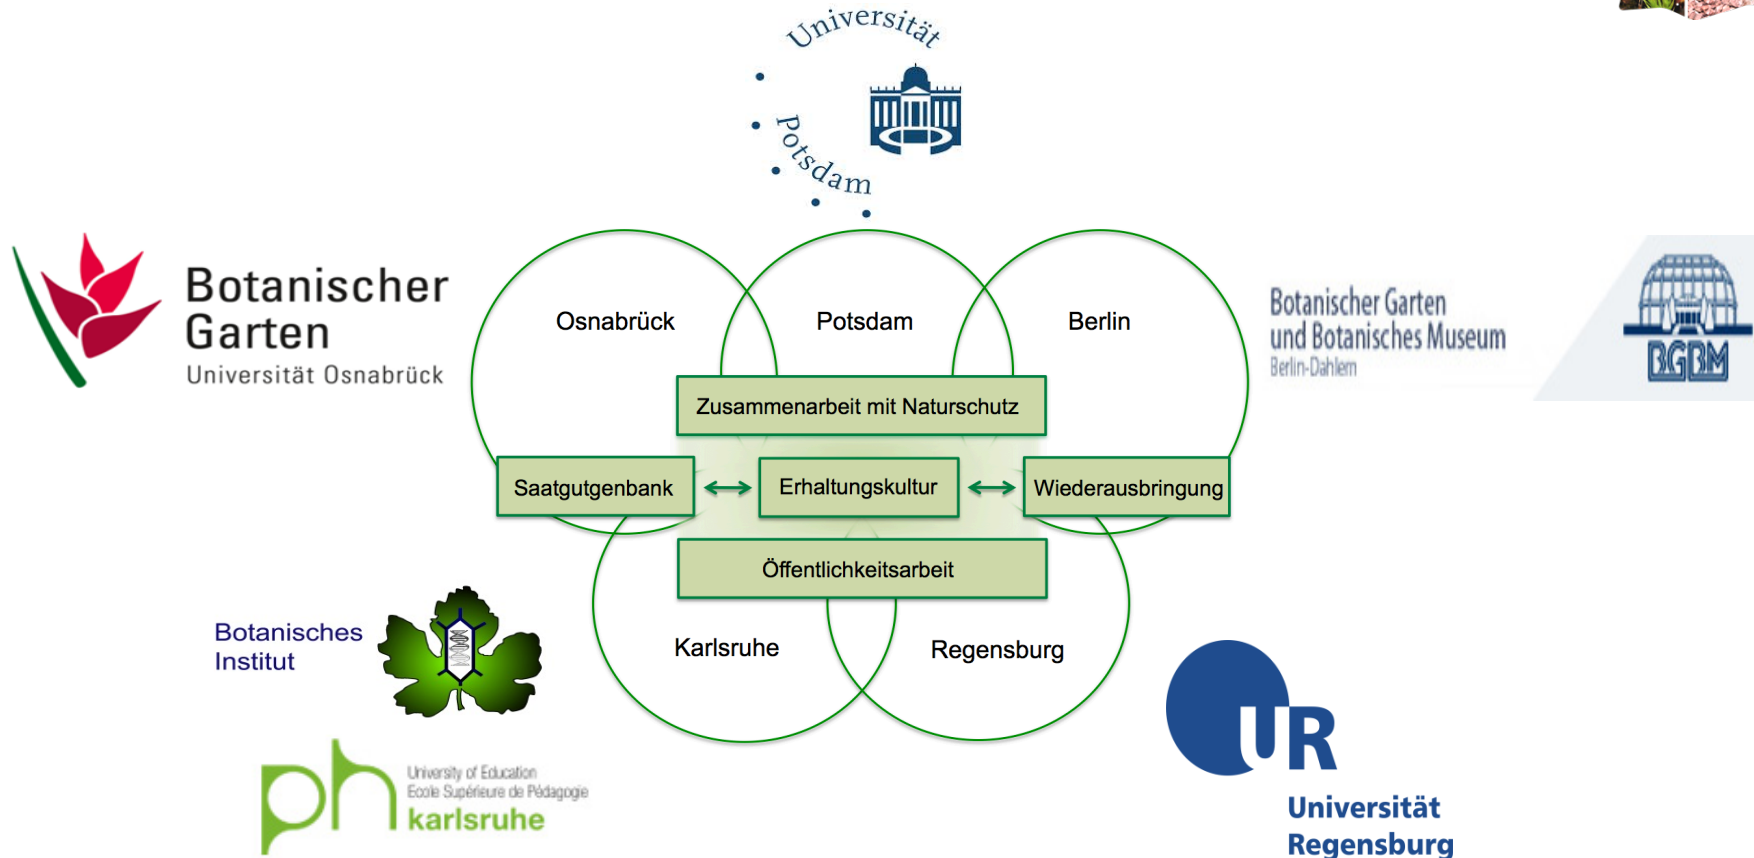 Universität
Potsdam
Botanischer
Garten
Universität Osnabrück
Osnabrück
Potsdam
Berlin
Botanischer Garten
und Botanisches Museum
Berlin-Dahlem
BGBM
Zusammenarbeit mit Naturschutz
Saatgutgenbank
Erhaltungskultur
Wiederausbringung
Öffentlichkeitsarbeit
Karlsruhe
Regensburg
Botanisches
Institut
ph
University of Education
Ecole Supérieure de Pédagogie
karlsruhe
UR
Universität
Regensburg